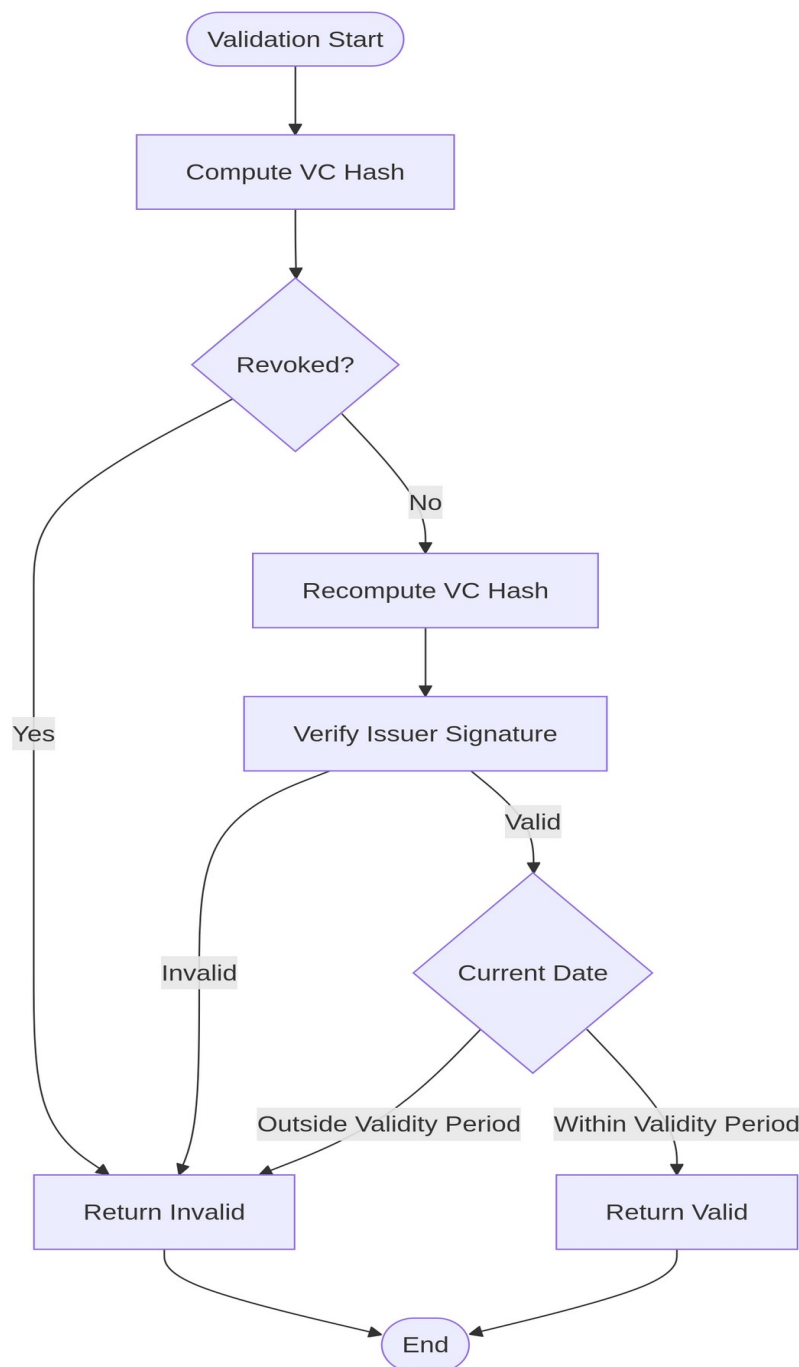 Validation Start
Compute VC Hash
Revoked?
No
Recompute VC Hash
Yes
Verify Issuer Signature
Valid
Invalid
Current Date
Outside Validity Period
Within Validity Period
Return Invalid
Return Valid
End